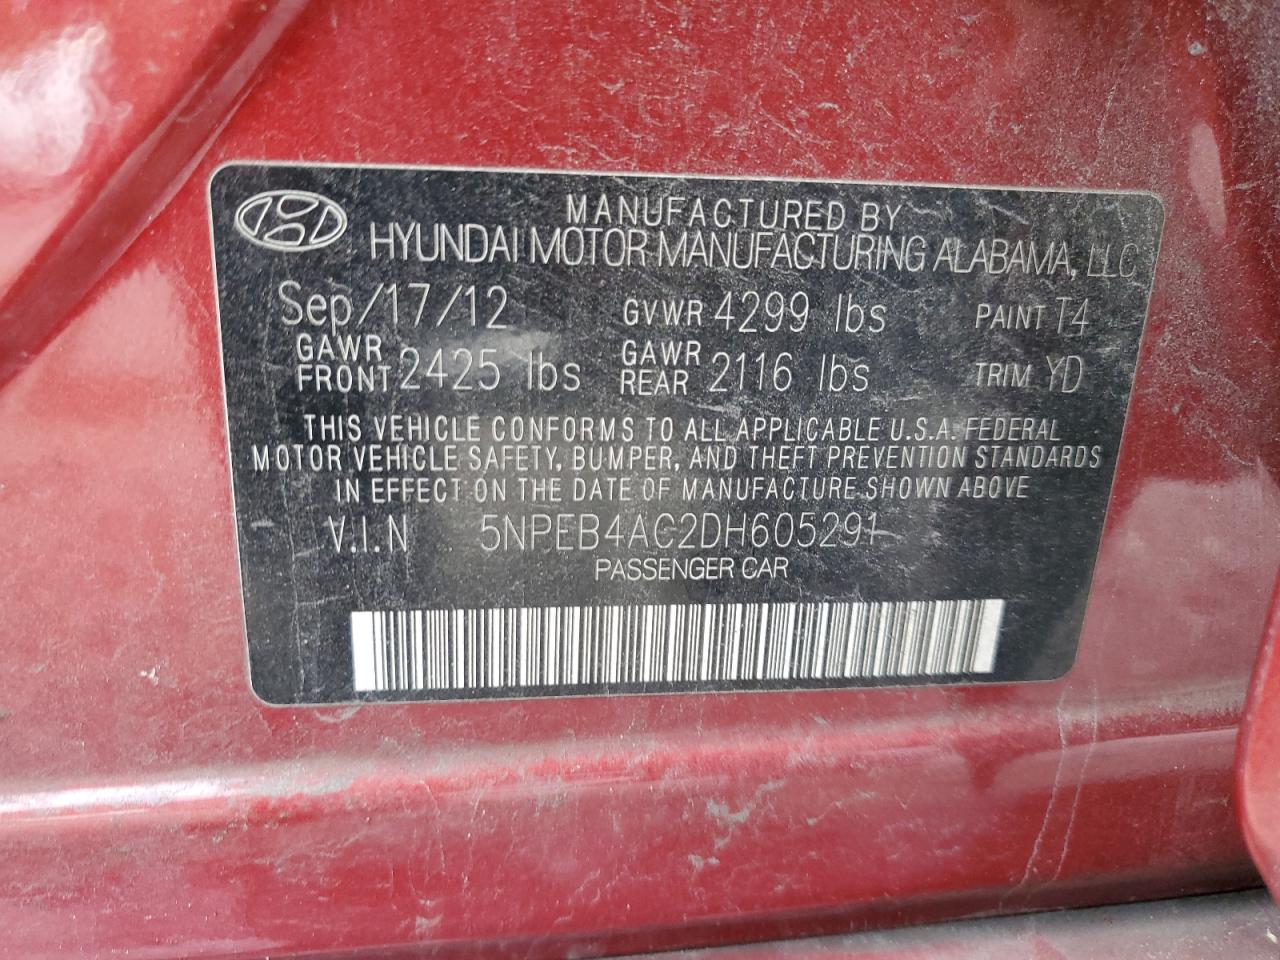 MANUFACTURED BY
HYUNDAI MOTOR MANUFACTURING ALABAMA, LLC
Sep/17/12 GVWR 4299 lbs PAINT T4
GAWR FRONT 2425 lbs GAWR REAR 2116 lbs TRIM YD
THIS VEHICLE CONFORMS TO ALL APPLICABLE U.S.A. FEDERAL
MOTOR VEHICLE SAFETY, BUMPER, AND THEFT PREVENTION STANDARDS
IN EFFECT ON THE DATE OF MANUFACTURE SHOWN ABOVE
V.I.N 5NPEB4AC2DH605291
PASSENGER CAR